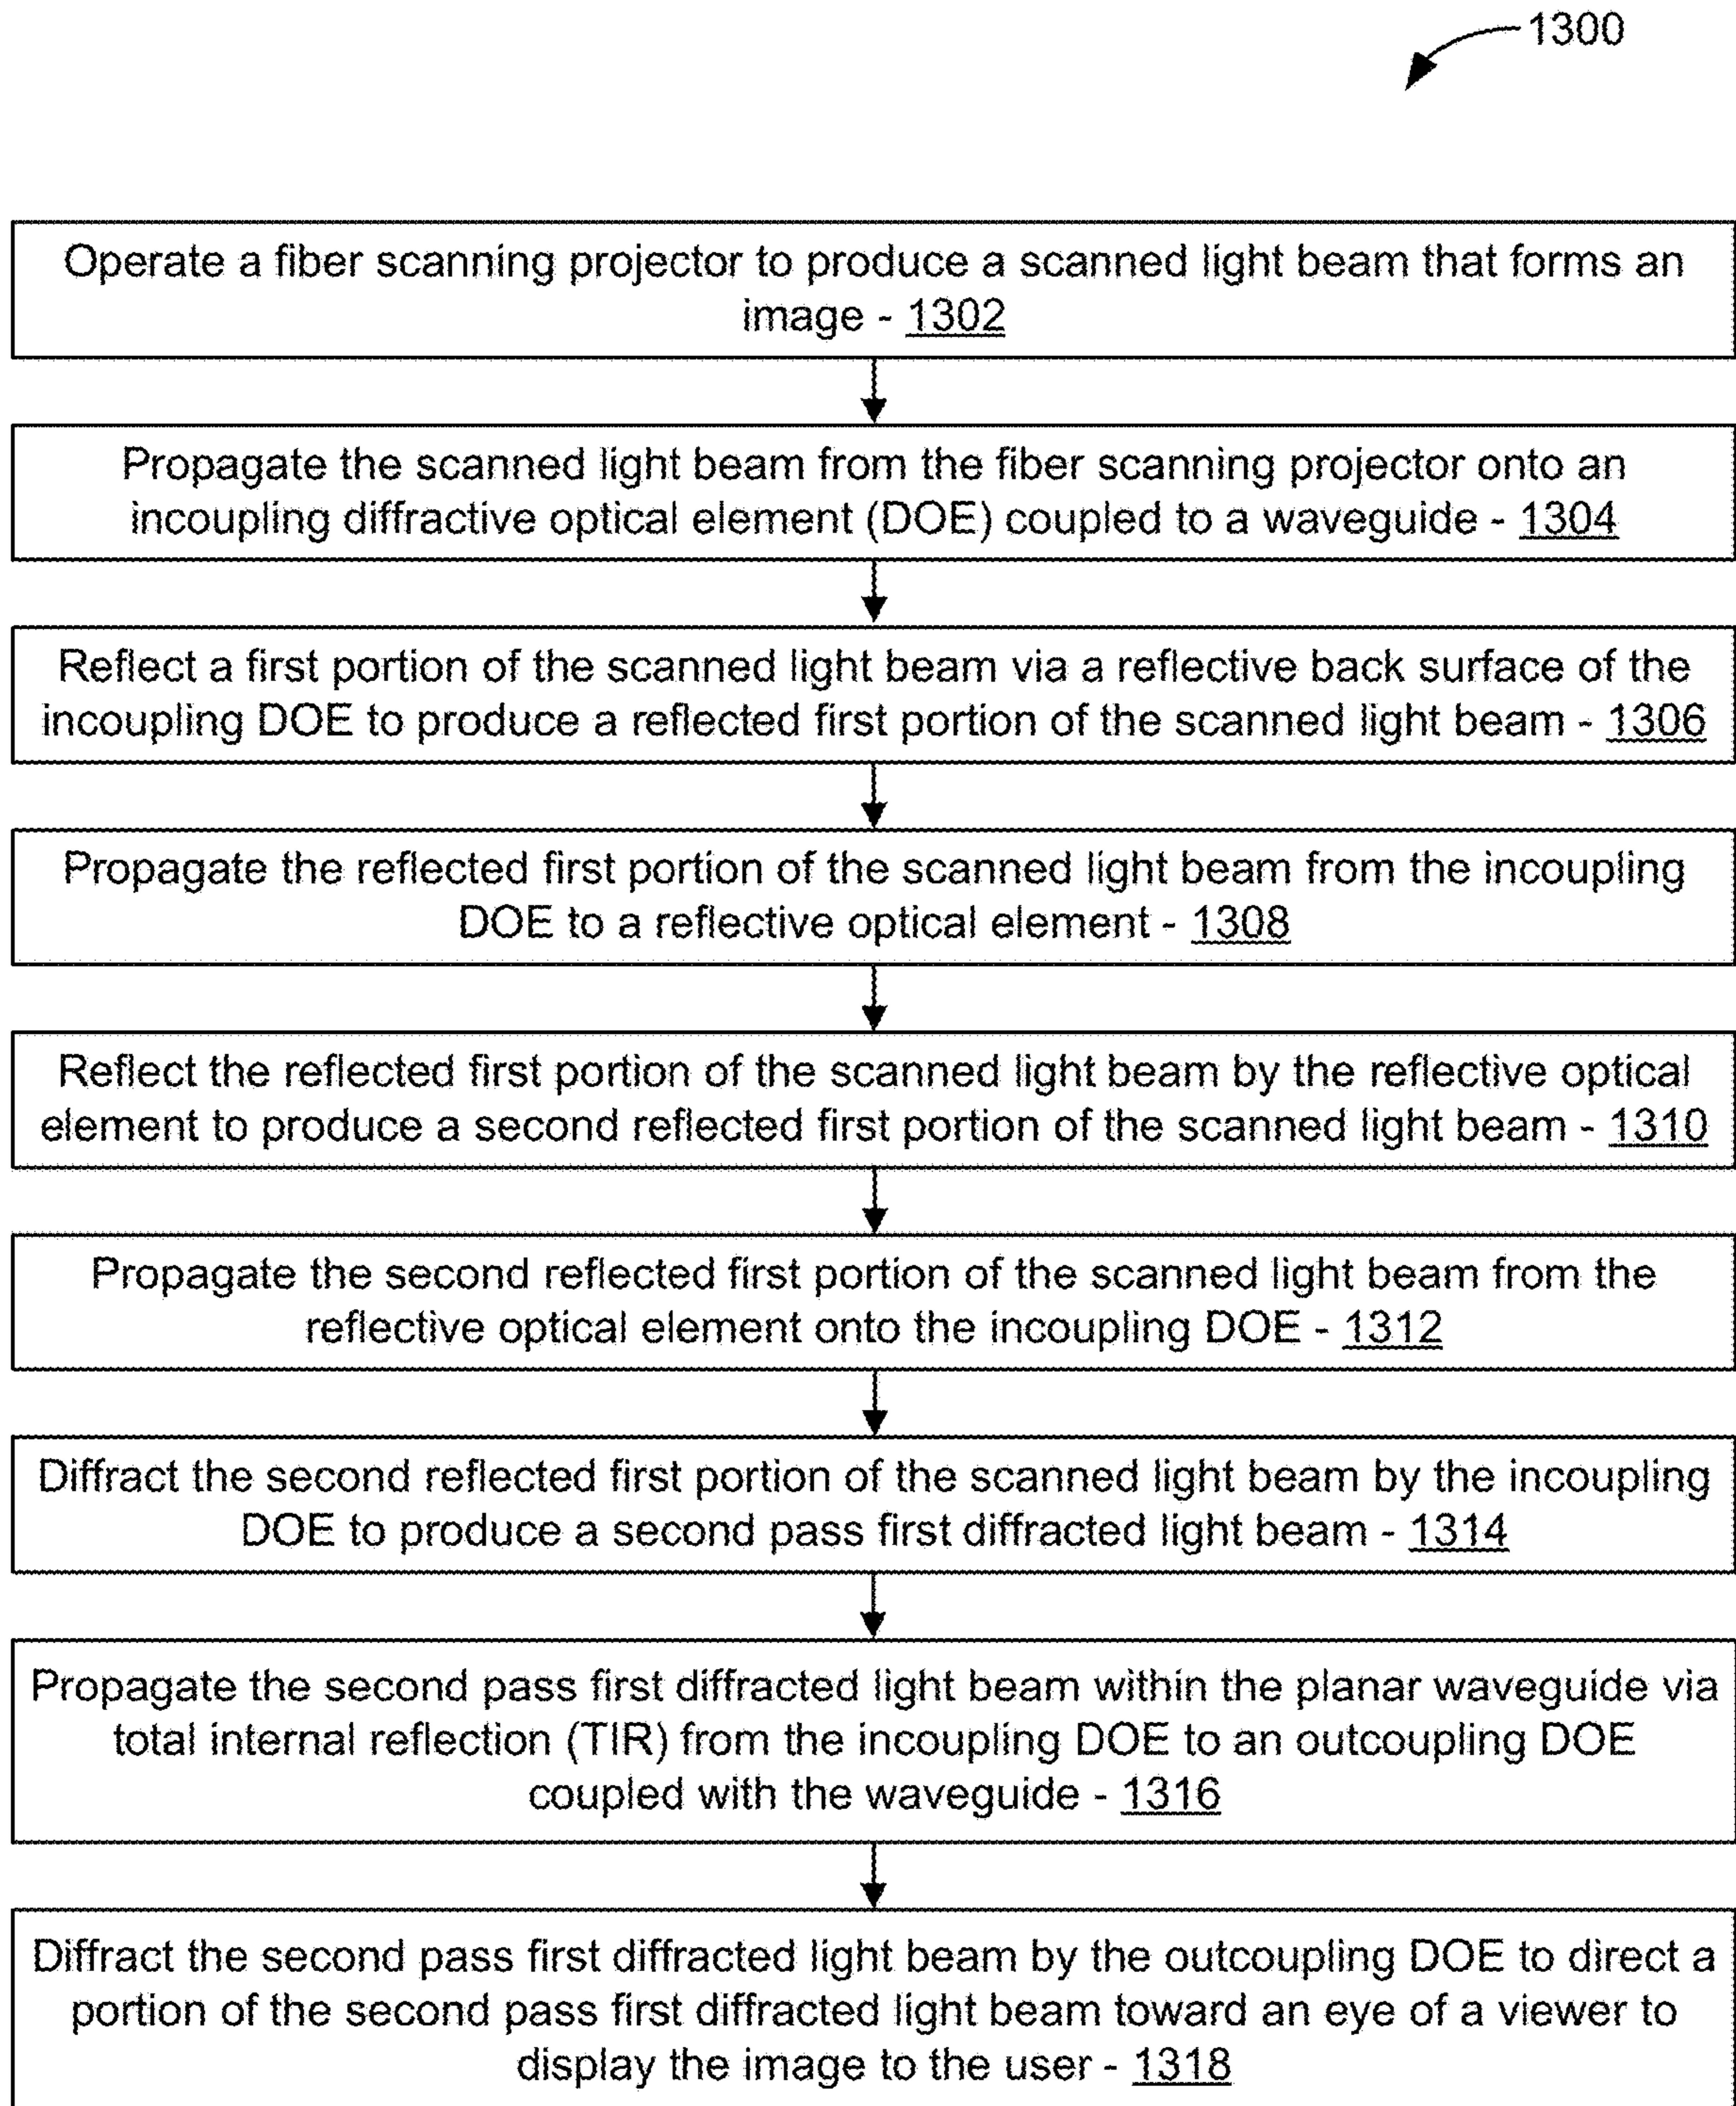 1300
Operate a fiber scanning projector to produce a scanned light beam that forms an
image - 1302
Propagate the scanned light beam from the fiber scanning projector onto an
incoupling diffractive optical element (DOE) coupled to a waveguide - 1304
Reflect a first portion of the scanned light beam via a reflective back surface of the
incoupling DOE to produce a reflected first portion of the scanned light beam - 1306
Propagate the reflected first portion of the scanned light beam from the incoupling
DOE to a reflective optical element - 1308
Reflect the reflected first portion of the scanned light beam by the reflective optical
element to produce a second reflected first portion of the scanned light beam - 1310
Propagate the second reflected first portion of the scanned light beam from the
reflective optical element onto the incoupling DOE - 1312
Diffract the second reflected first portion of the scanned light beam by the incoupling
DOE to produce a second pass first diffracted light beam - 1314
Propagate the second pass first diffracted light beam within the planar waveguide via
total internal reflection (TIR) from the incoupling DOE to an outcoupling DOE
coupled with the waveguide - 1316
Diffract the second pass first diffracted light beam by the outcoupling DOE to direct a
portion of the second pass first diffracted light beam toward an eye of a viewer to
display the image to the user - 1318